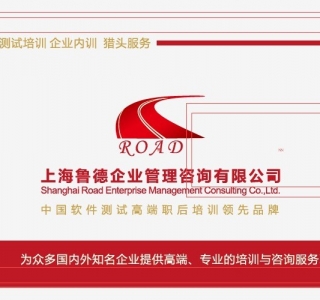 测试培训 企业内训 猎头服务
ROAD
上海鲁德企业管理咨询有限公司
Shanghai Road Enterprise Management Consulting Co.,Ltd.
中国软件测试高端职后培训领先品牌
为众多国内外知名企业提供高端、专业的培训与咨询服务